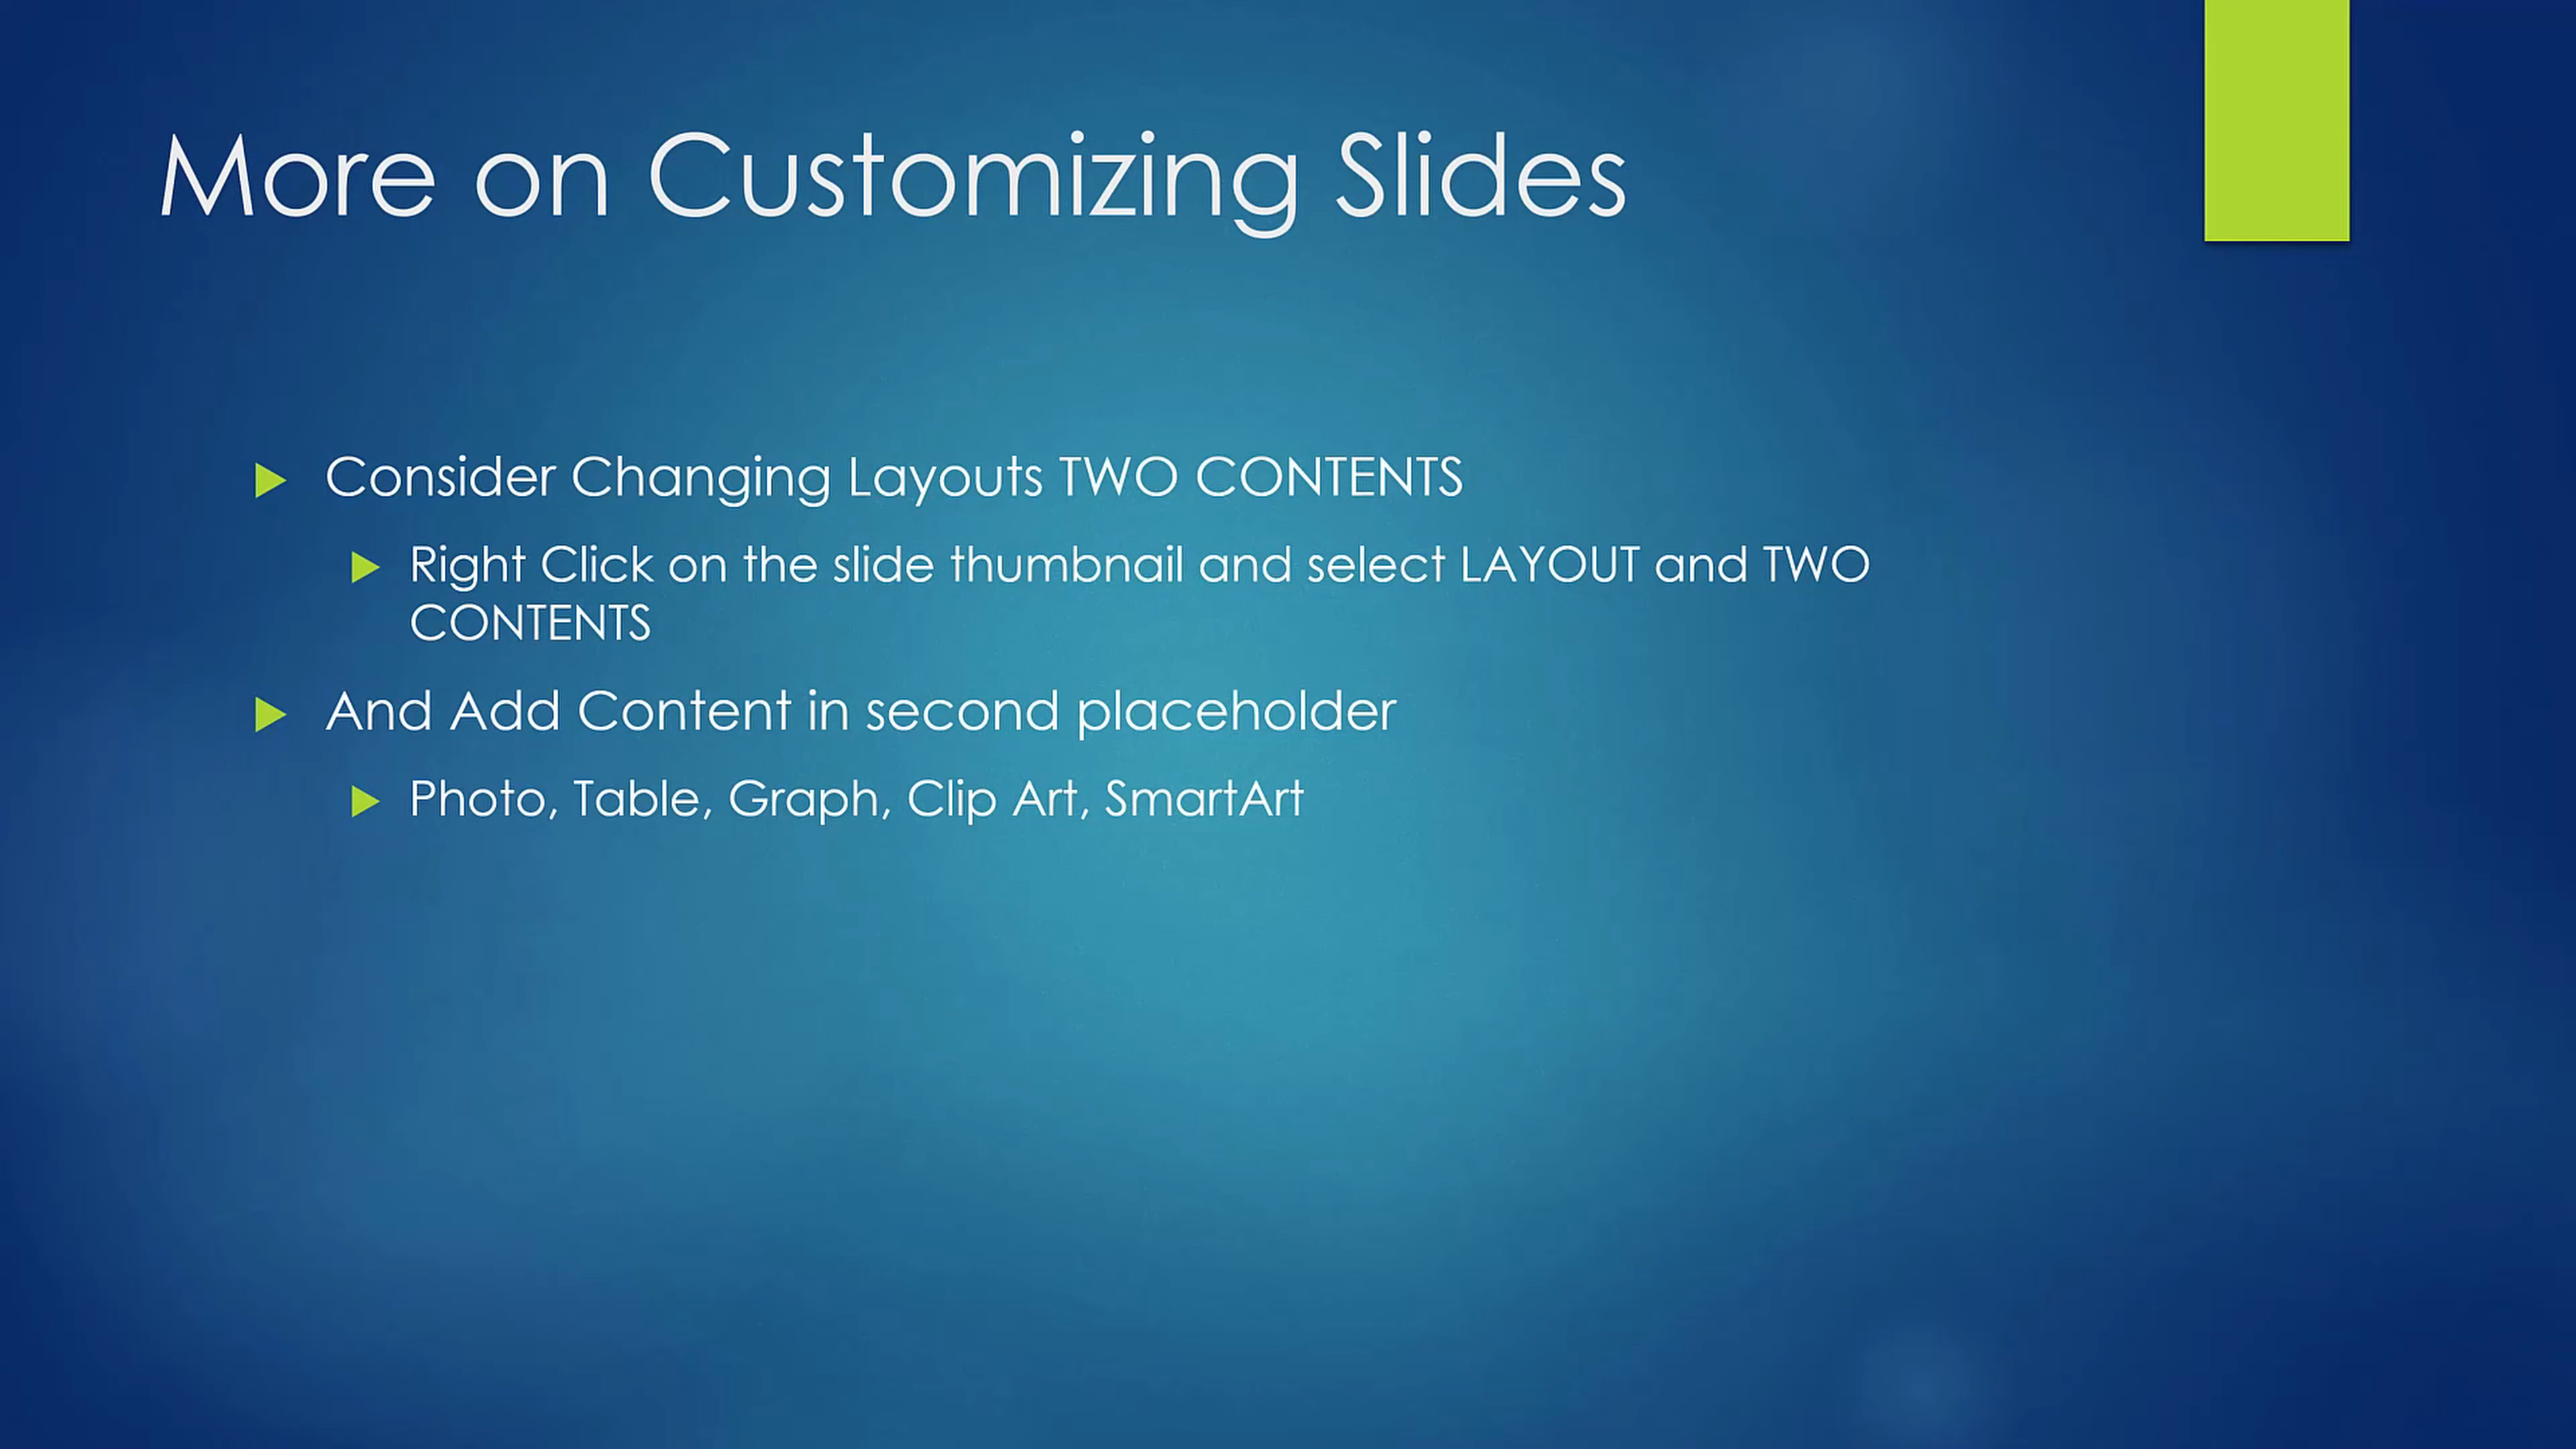 More on Customizing Slides
Consider Changing Layouts TWO CONTENTS
Right Click on the slide thumbnail and select LAYOUT and TWO
CONTENTS
And Add Content in second placeholder
Photo, Table, Graph, Clip Art, SmartArt